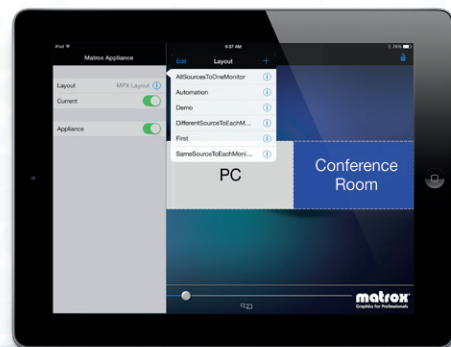 iPad
9:37 AM
76%
Matrox Appliance
Layout MPX Layout
Current
Appliance
Edit Layout +
AllSourcesToOneMonitor
Automation
Demo
DifferentSourceToEachM...
First
SameSourceToEachMoni...
PC
Conference
Room
matrox
Graphics for Professionals